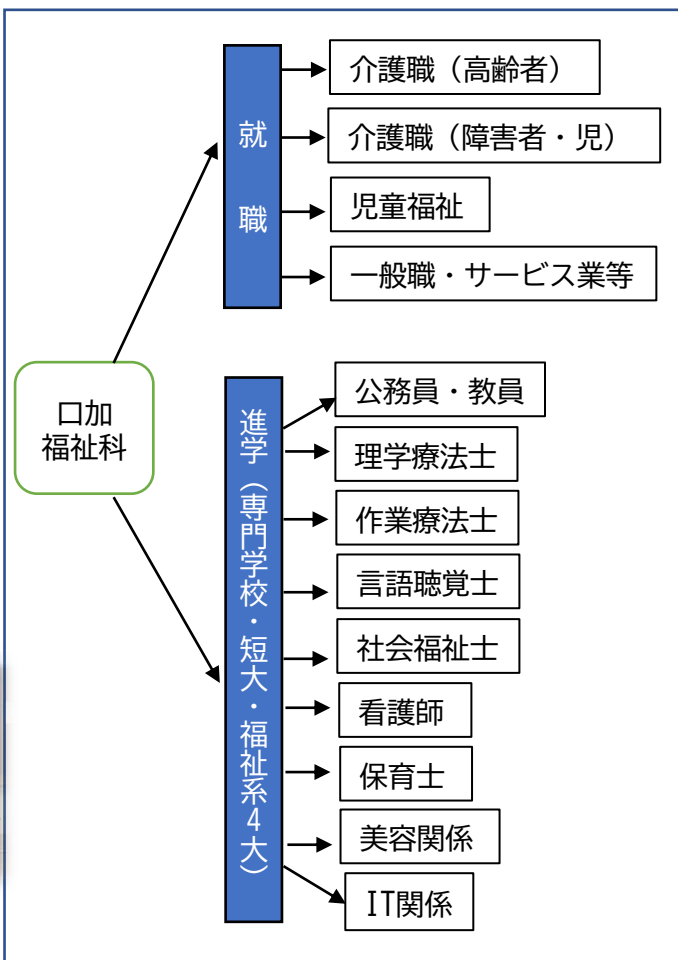 口加
福祉科
就職
介護職（高齢者）
介護職（障害者・児）
児童福祉
一般職・サービス業等
進学（専門学校・短大・福祉系4大）
公務員・教員
理学療法士
作業療法士
言語聴覚士
社会福祉士
看護師
保育士
美容関係
IT関係